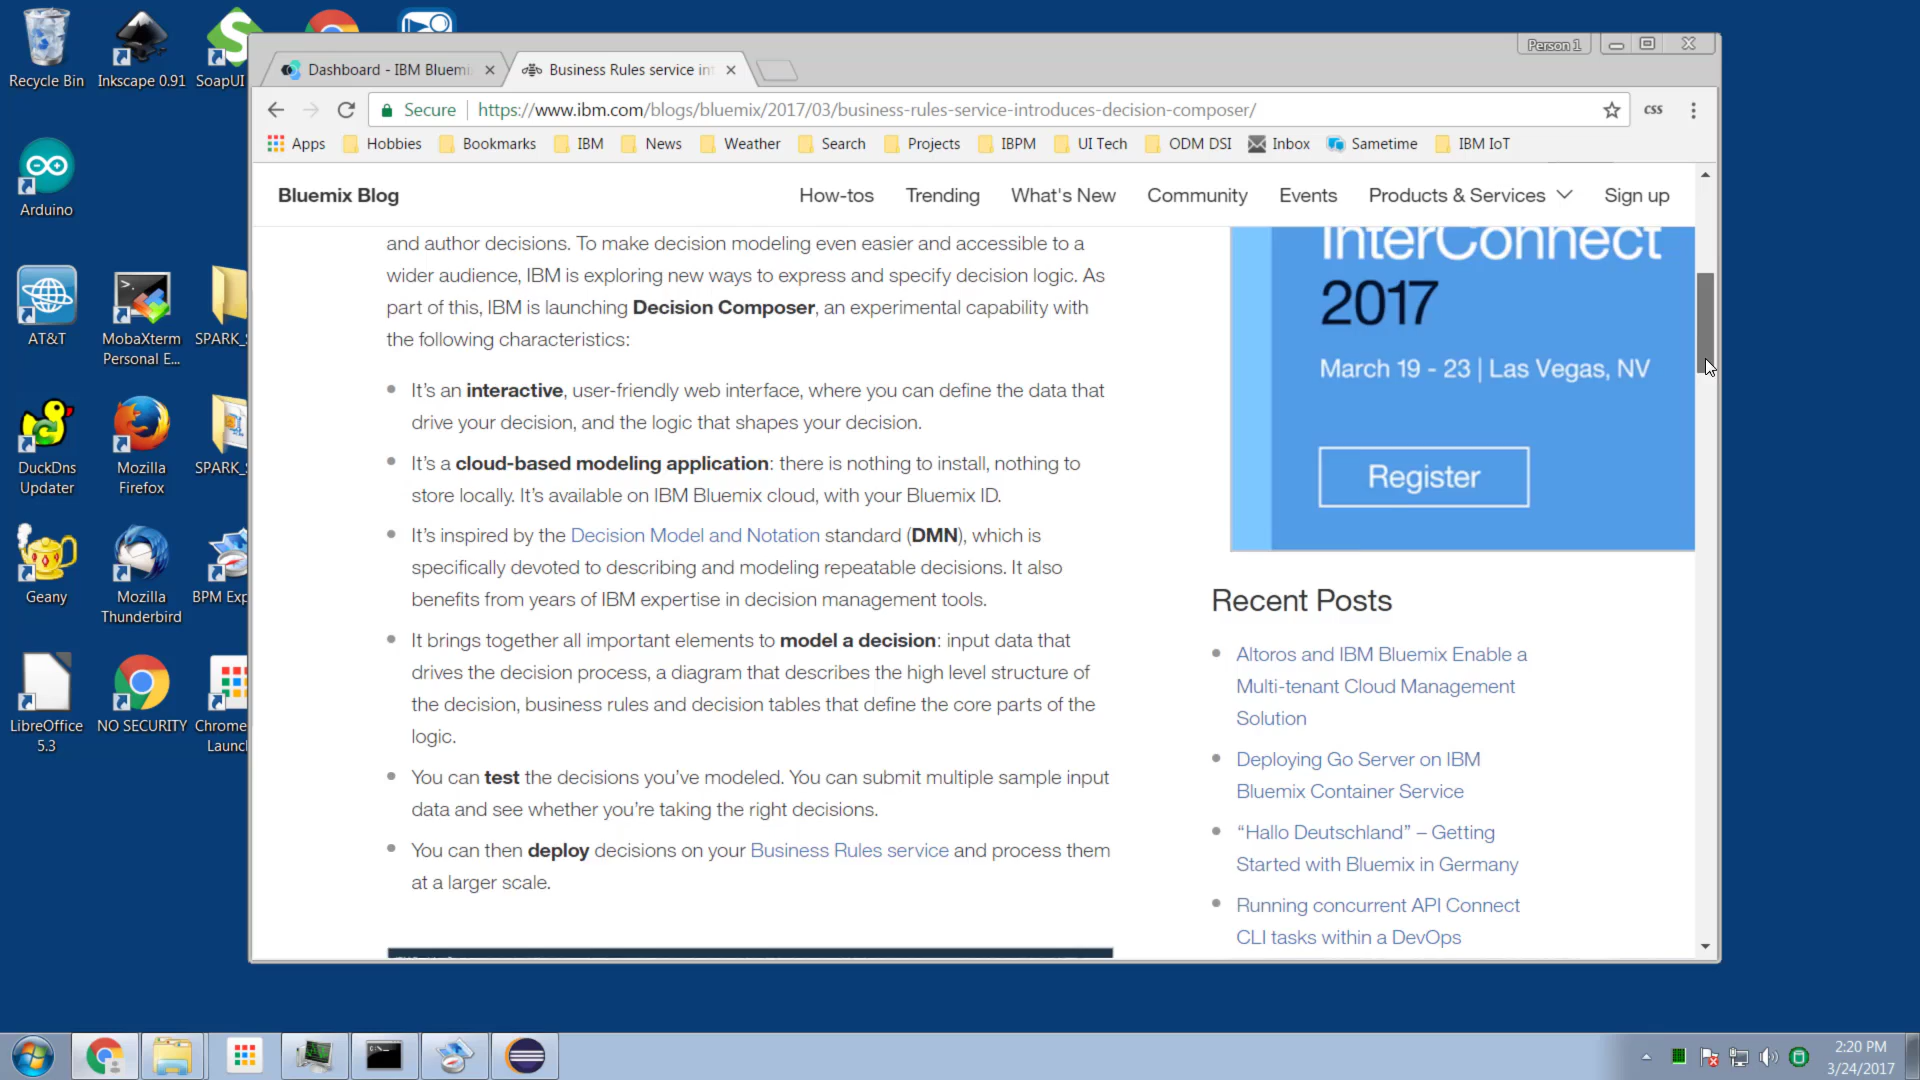 Recycle Bin
Inkscape 0.91
SoapUI
Arduino
AT&T
MobaXterm
Personal E...
SPARK_S
DuckDns
Updater
Mozilla
Firefox
SPARK_S
Geany
Mozilla
Thunderbird
BPM Exp
LibreOffice
5.3
NO SECURITY
Chrome
Launc
Person 1
Dashboard - IBM Bluemi
Business Rules service in
Secure
https://www.ibm.com/blogs/bluemix/2017/03/business-rules-service-introduces-decision-composer/
CSS
Apps Hobbies Bookmarks IBM News Weather Search Projects IBPM UI Tech ODM DSI Inbox Sametime IBM IoT
Bluemix Blog
How-tos Trending What's New Community Events Products & Services Sign up
and author decisions. To make decision modeling even easier and accessible to a
wider audience, IBM is exploring new ways to express and specify decision logic. As
part of this, IBM is launching Decision Composer, an experimental capability with
the following characteristics:
It's an interactive, user-friendly web interface, where you can define the data that
drive your decision, and the logic that shapes your decision.
It's a cloud-based modeling application: there is nothing to install, nothing to
store locally. It's available on IBM Bluemix cloud, with your Bluemix ID.
It's inspired by the Decision Model and Notation standard (DMN), which is
specifically devoted to describing and modeling repeatable decisions. It also
benefits from years of IBM expertise in decision management tools.
It brings together all important elements to model a decision: input data that
drives the decision process, a diagram that describes the high level structure of
the decision, business rules and decision tables that define the core parts of the
logic.
You can test the decisions you've modeled. You can submit multiple sample input
data and see whether you're taking the right decisions.
You can then deploy decisions on your Business Rules service and process them
at a larger scale.
InterConnect
2017
March 19 - 23 | Las Vegas, NV
Register
Recent Posts
Altoros and IBM Bluemix Enable a
Multi-tenant Cloud Management
Solution
Deploying Go Server on IBM
Bluemix Container Service
“Hallo Deutschland” – Getting
Started with Bluemix in Germany
Running concurrent API Connect
CLI tasks within a DevOps
2:20 PM
3/24/2017